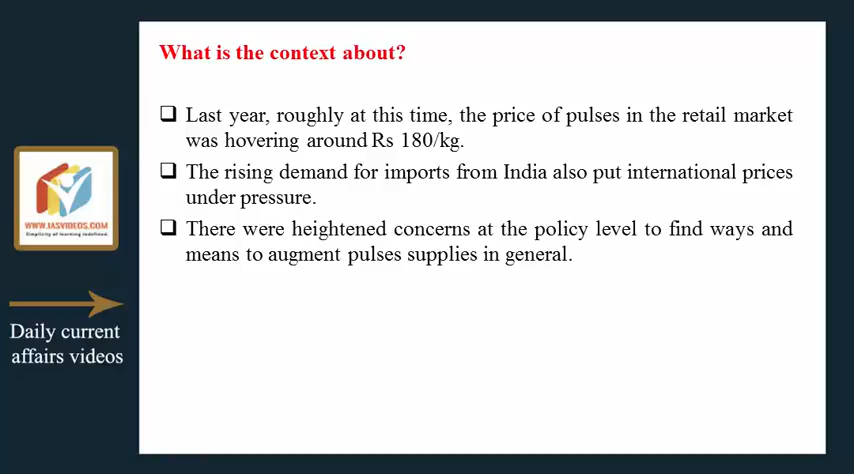 What is the context about?
❑ Last year, roughly at this time, the price of pulses in the retail market
was hovering around Rs 180/kg.
❑ The rising demand for imports from India also put international prices
under pressure.
❑ There were heightened concerns at the policy level to find ways and
means to augment pulses supplies in general.
WWW.IASVIDEOS.COM
Simplicity of learning redefined.
Daily current
affairs videos